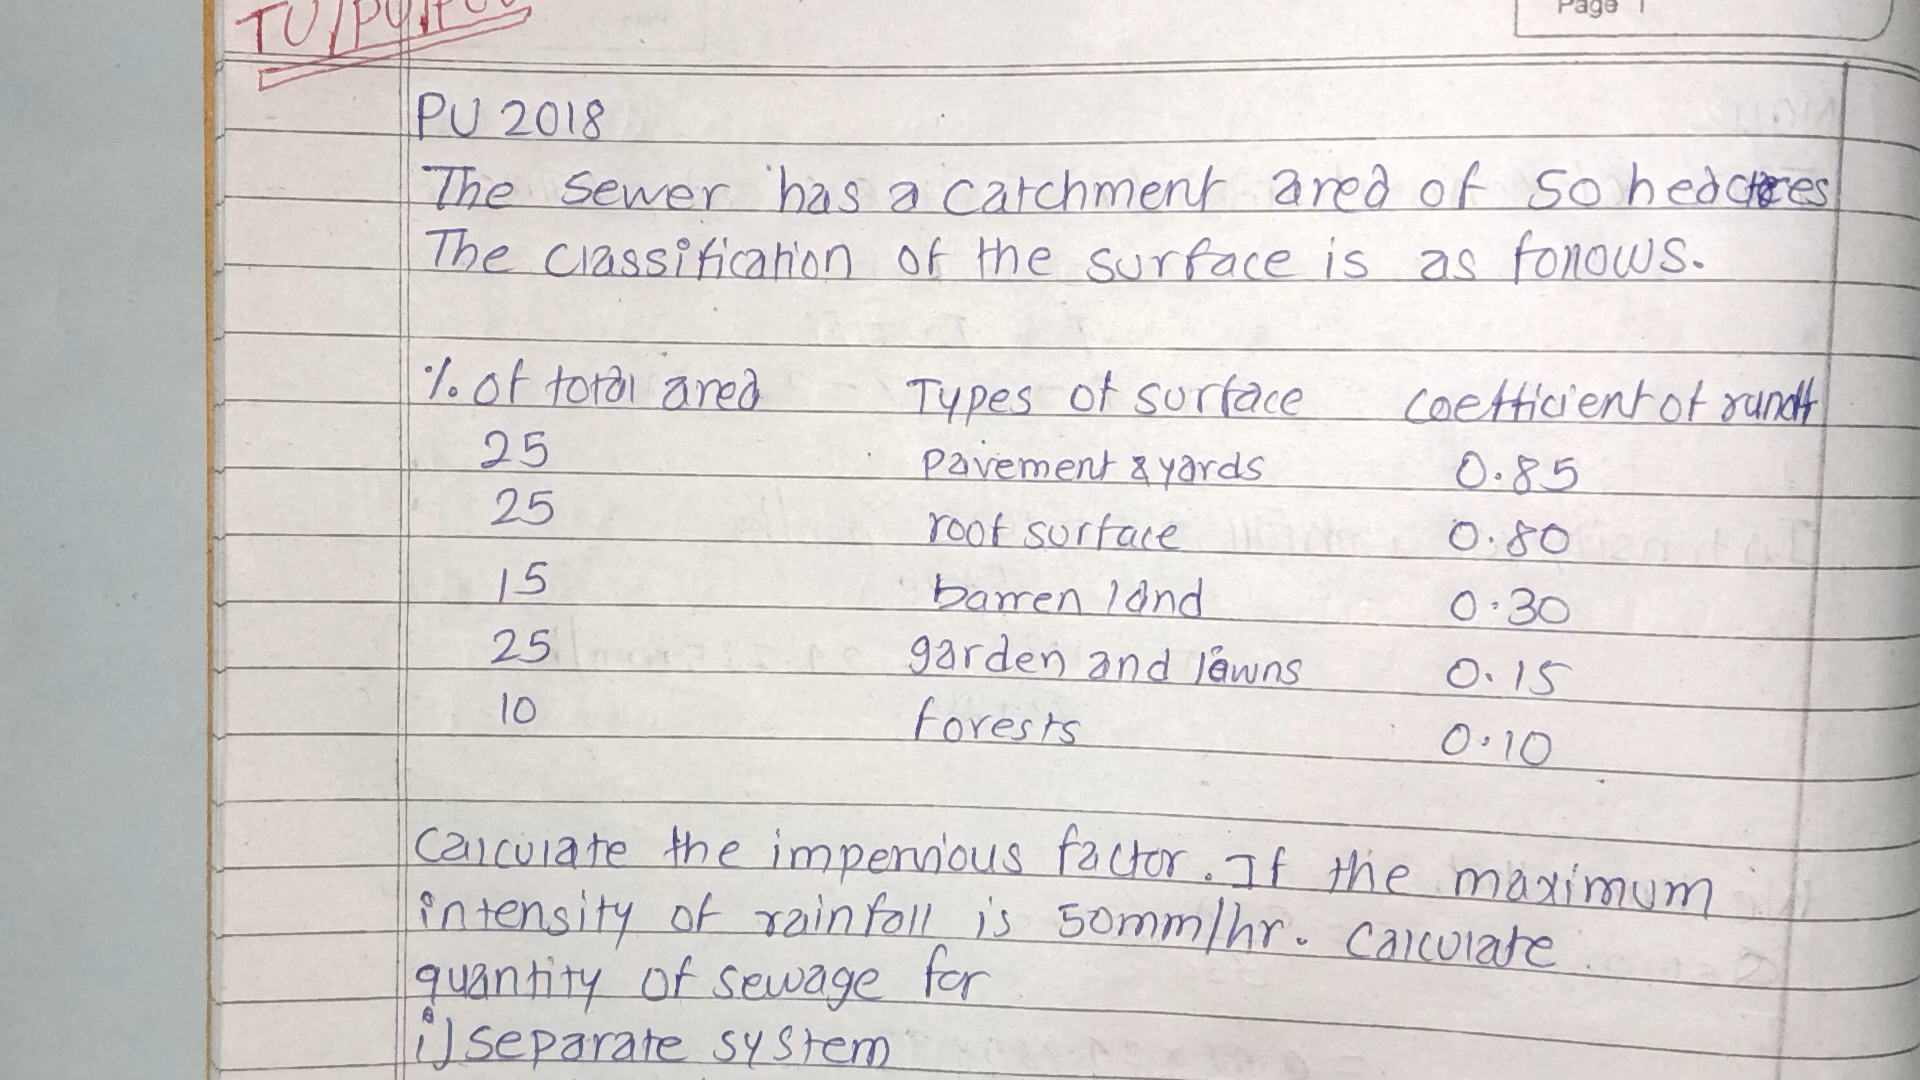 TU/PU/POU
Page 1
PU 2018
The sewer has a catchment area of 50 hedctares
The classification of the surface is as follows.
% of total area Types of surface coefficient of runoff
25 pavement & yards 0.85
25 roof surface 0.80
15 barren land 0.30
25 garden and lawns 0.15
10 forests 0.10
calculate the impervious factor. If the maximum
intensity of rainfall is 50mm/hr. calculate
quantity of sewage for
i) separate system